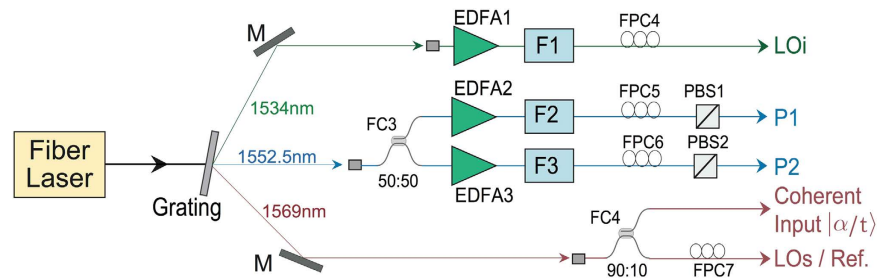 EDFA1
FPC4
M
F1
LOi
EDFA2
1534nm
FC3
F2
FPC5
PBS1
P1
Fiber
Laser
1552.5nm
FPC6
PBS2
F3
P2
Grating
50:50
EDFA3
1569nm
Coherent
Input |α/t⟩
FC4
M
90:10
FPC7
LOs / Ref.